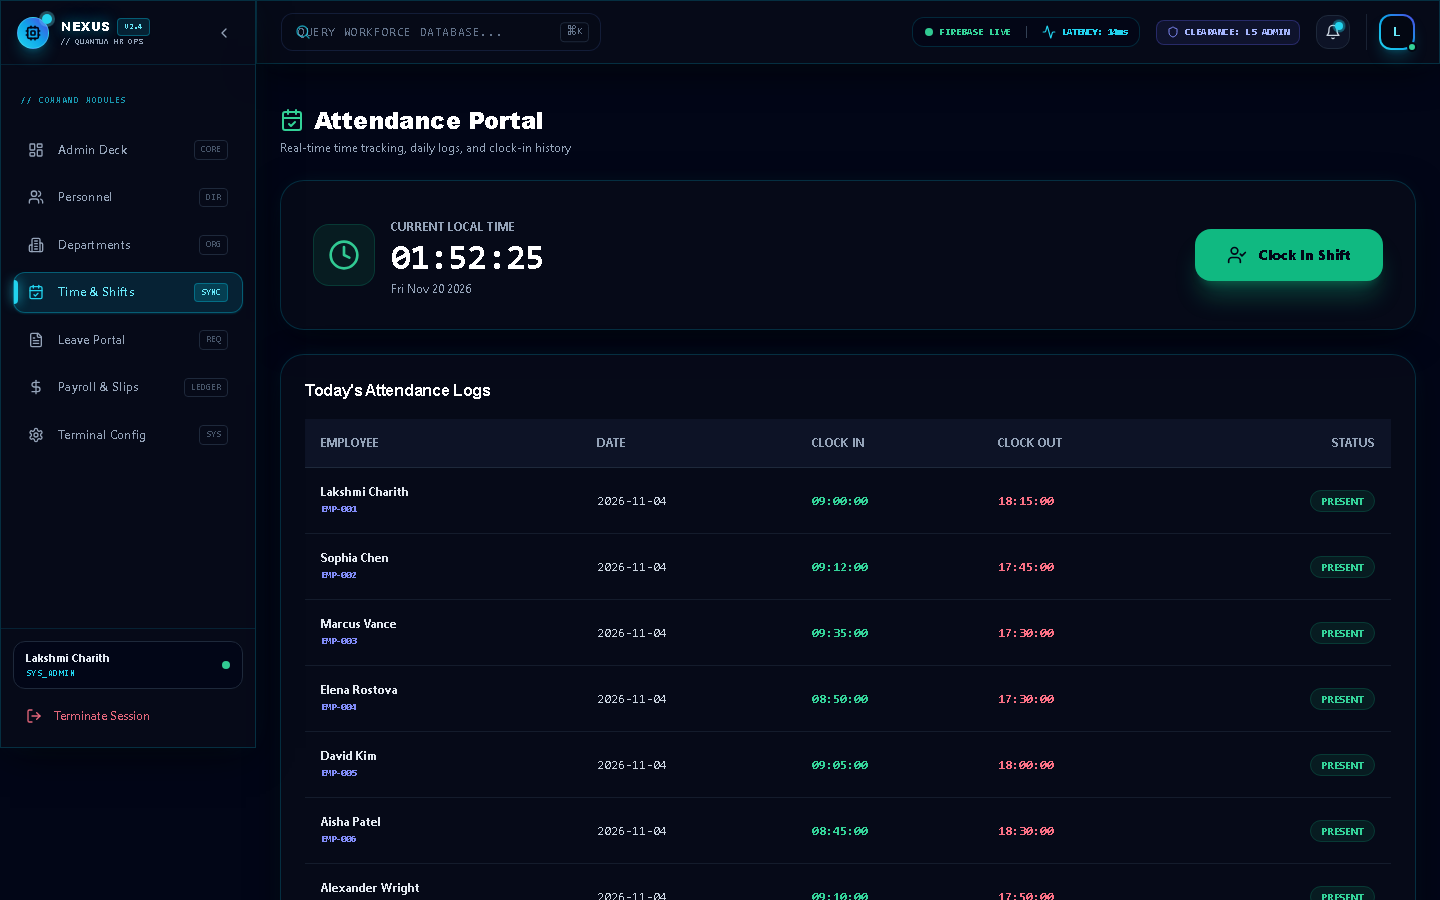 NEXUS V2.4
// QUANTUM HR OPS
QUERY WORKFORCE DATABASE... ⌘K
FIREBASE LIVE LATENCY: 14ms
CLEARANCE: L5 ADMIN
L
// COMMAND MODULES
Admin Deck CORE
Personnel DIR
Departments ORG
Time & Shifts SYNC
Leave Portal REQ
Payroll & Slips LEDGER
Terminal Config SYS
Lakshmi Charith
SYS_ADMIN
Terminate Session
Attendance Portal
Real-time time tracking, daily logs, and clock-in history
CURRENT LOCAL TIME
01:52:25
Fri Nov 20 2026
Clock In Shift
Today's Attendance Logs
EMPLOYEE DATE CLOCK IN CLOCK OUT STATUS
Lakshmi Charith
EMP-001
2026-11-04 09:00:00 18:15:00 PRESENT
Sophia Chen
EMP-002
2026-11-04 09:12:00 17:45:00 PRESENT
Marcus Vance
EMP-003
2026-11-04 09:35:00 17:30:00 PRESENT
Elena Rostova
EMP-004
2026-11-04 08:50:00 17:30:00 PRESENT
David Kim
EMP-005
2026-11-04 09:05:00 18:00:00 PRESENT
Aisha Patel
EMP-006
2026-11-04 08:45:00 18:30:00 PRESENT
Alexander Wright
2026-11-04 09:10:00 17:50:00 PRESENT